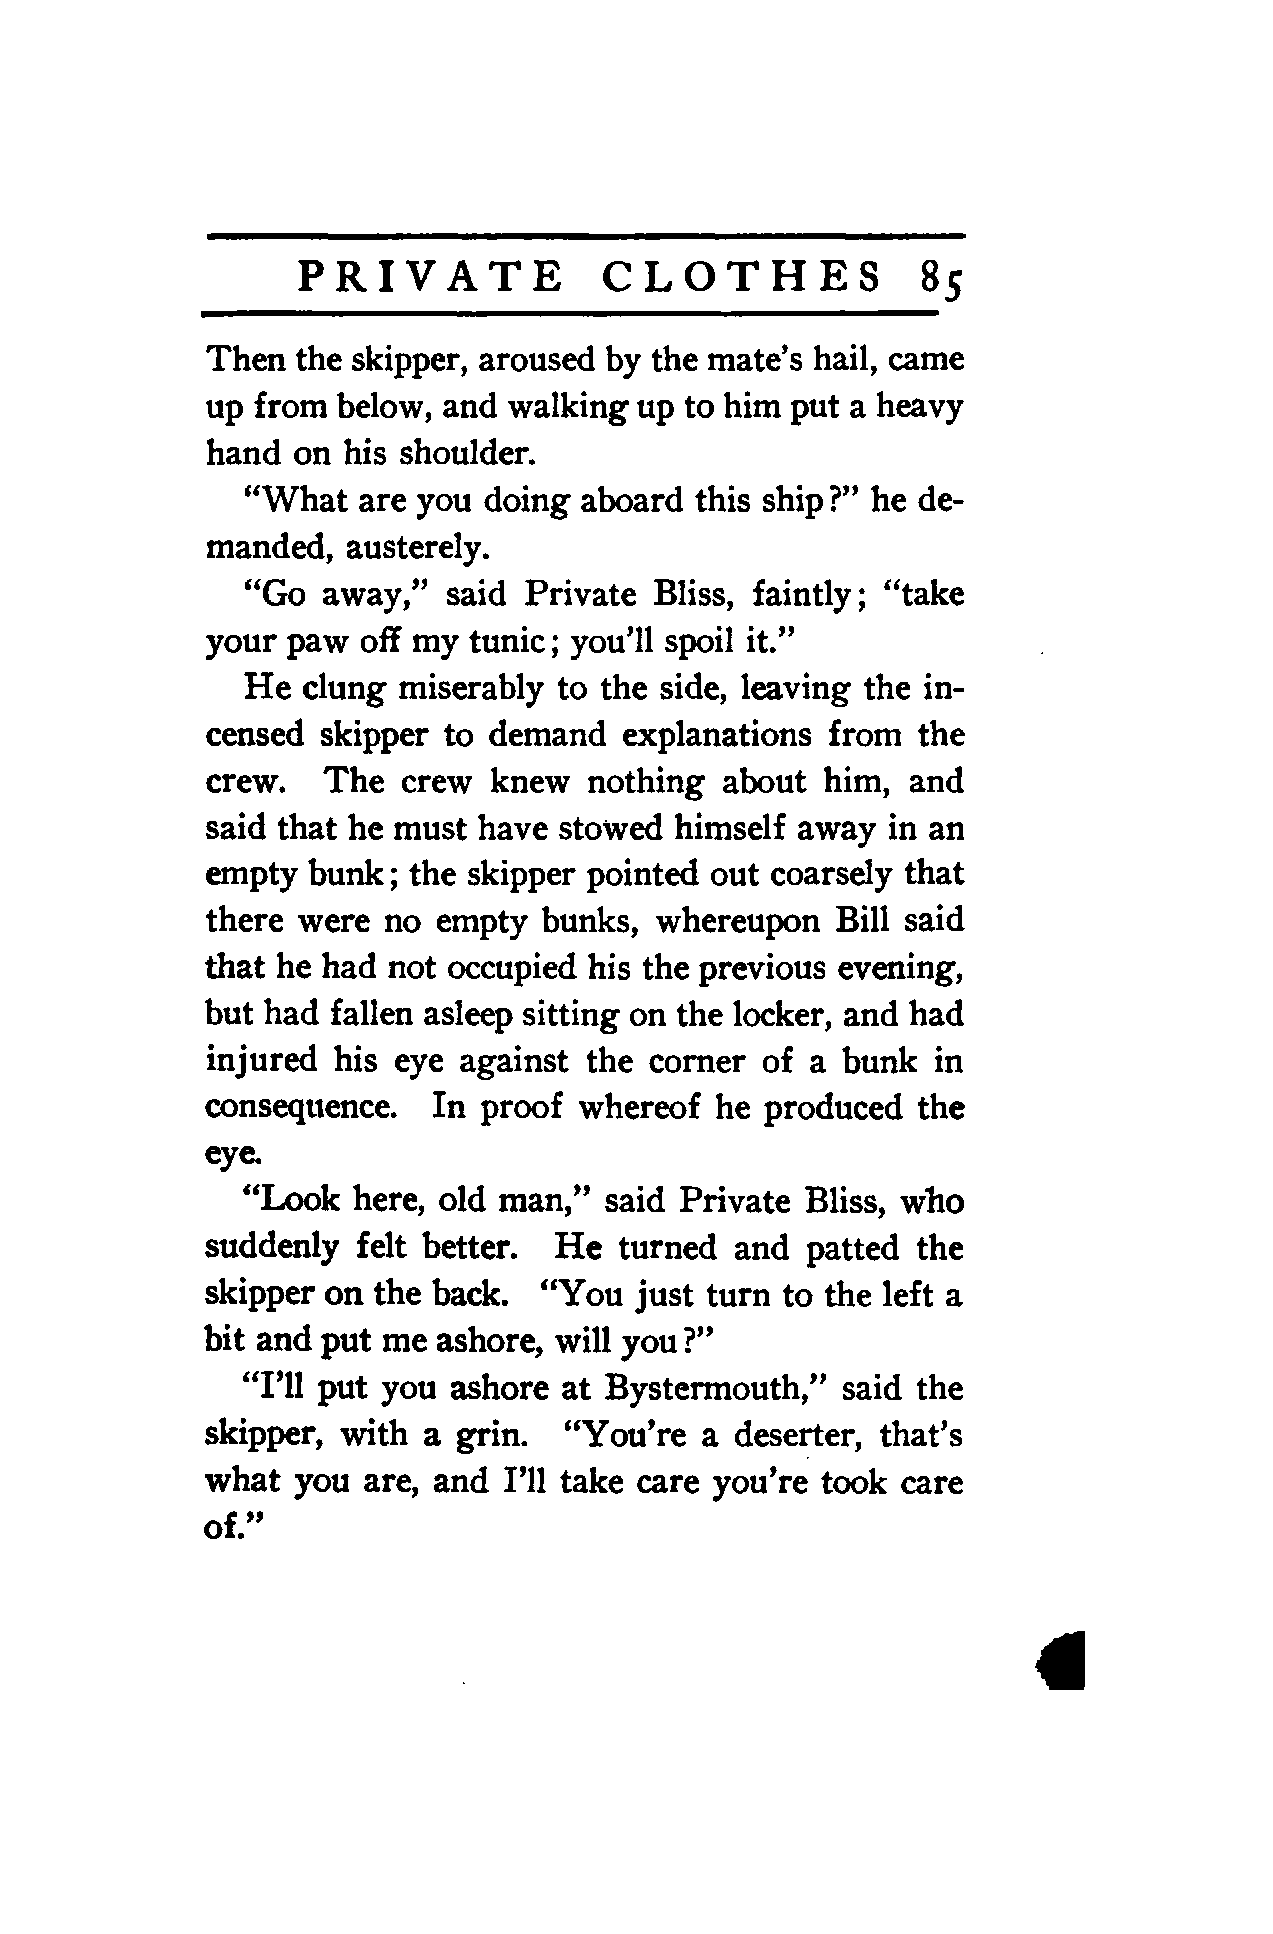 PRIVATE CLOTHES 85
Then the skipper, aroused by the mate's hail, came
up from below, and walking up to him put a heavy
hand on his shoulder.
“What are you doing aboard this ship?” he de-
manded, austerely.
“Go away,” said Private Bliss, faintly; “take
your paw off my tunic; you'll spoil it.”
He clung miserably to the side, leaving the in-
censed skipper to demand explanations from the
crew. The crew knew nothing about him, and
said that he must have stowed himself away in an
empty bunk; the skipper pointed out coarsely that
there were no empty bunks, whereupon Bill said
that he had not occupied his the previous evening,
but had fallen asleep sitting on the locker, and had
injured his eye against the corner of a bunk in
consequence. In proof whereof he produced the
eye.
“Look here, old man,” said Private Bliss, who
suddenly felt better. He turned and patted the
skipper on the back. “You just turn to the left a
bit and put me ashore, will you?”
“I'll put you ashore at Bystermouth,” said the
skipper, with a grin. “You're a deserter, that's
what you are, and I'll take care you're took care
of.”